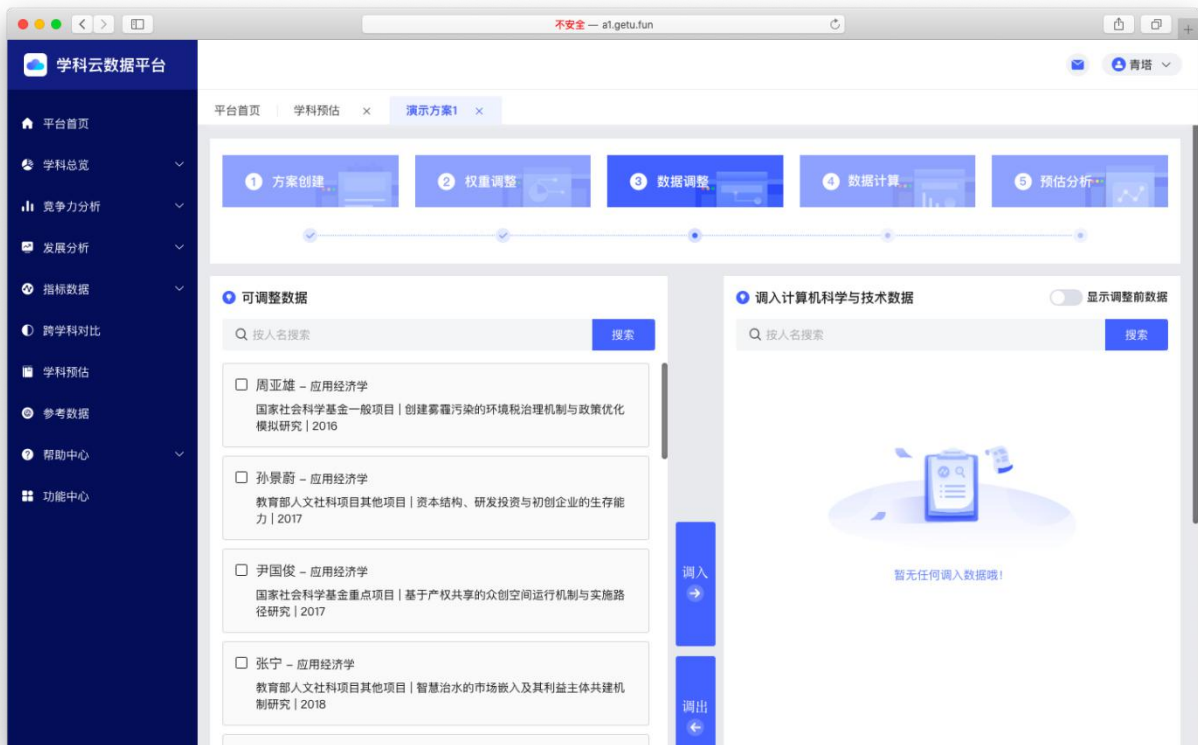 不安全 — a1.getu.fun
学科云数据平台
青塔
平台首页
学科总览
竞争力分析
发展分析
指标数据
跨学科对比
学科预估
参考数据
帮助中心
功能中心
平台首页 学科预估 × 演示方案1 ×
1 方案创建 2 权重调整 3 数据调整 4 数据计算 5 预估分析
可调整数据
按人名搜索 搜索
周亚雄 – 应用经济学
国家社会科学基金一般项目 | 创建雾霾污染的环境税治理机制与政策优化
模拟研究 | 2016
孙景蔚 – 应用经济学
教育部人文社科项目其他项目 | 资本结构、研发投资与初创企业的生存能
力 | 2017
尹国俊 – 应用经济学
国家社会科学基金重点项目 | 基于产权共享的众创空间运行机制与实施路
径研究 | 2017
张宁 – 应用经济学
教育部人文社科项目其他项目 | 智慧治水的市场嵌入及其利益主体共建机
制研究 | 2018
调入
调出
调入计算机科学与技术数据 显示调整前数据
按人名搜索 搜索
暂无任何调入数据哦！